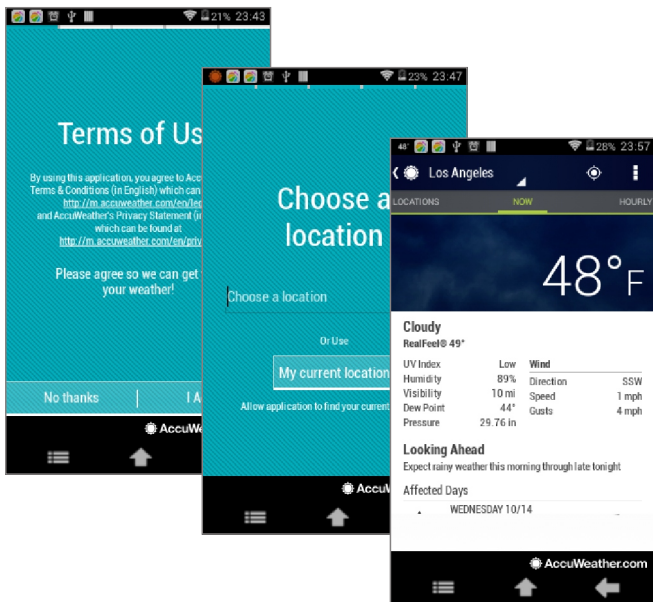 21% 23:43
Terms of Us
By using this application, you agree to Acc
Terms & Conditions (in English) which can
http://m.accuweather.com/en/leg
and AccuWeather's Privacy Statement (in
which can be found at
http://m.accuweather.com/en/priv
Please agree so we can get
your weather!
No thanks
I A
AccuWe
23% 23:47
Choose a
location
Choose a location
Or Use
My current location
Allow application to find your current
AccuW
48° 28% 23:57
Los Angeles
LOCATIONS NOW HOURLY
48°F
Cloudy
RealFeel® 49°
UV Index Low
Humidity 89%
Visibility 10 mi
Dew Point 44°
Pressure 29.76 in
Wind
Direction SSW
Speed 1 mph
Gusts 4 mph
Looking Ahead
Expect rainy weather this morning through late tonight
Affected Days
WEDNESDAY 10/14
AccuWeather.com